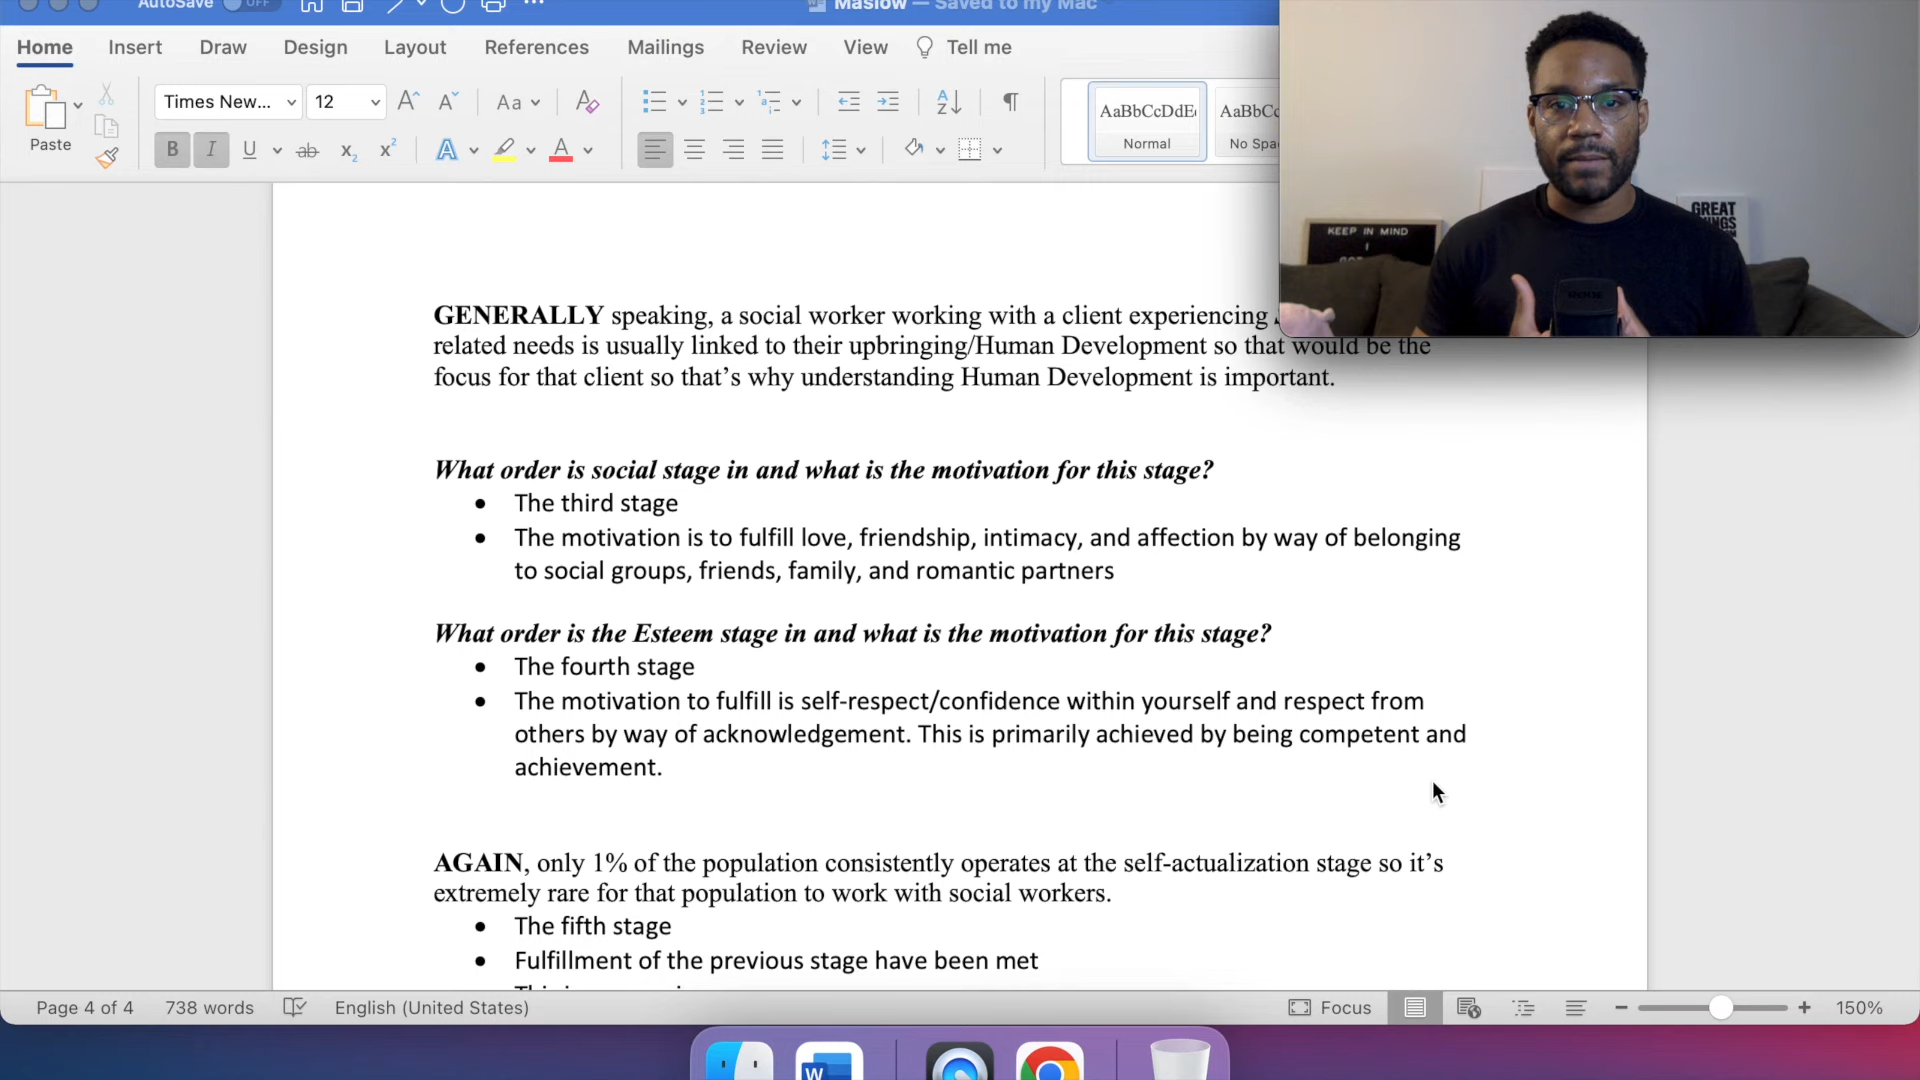 AutoSave OFF
Maslow — Saved to my Mac
Home Insert Draw Design Layout References Mailings Review View Tell me
Paste
Times New... 12
AaBbCcDdEe AaBbCc
Normal No Spac
KEEP IN MIND
I
GREAT
RODE
GENERALLY speaking, a social worker working with a client experiencing
related needs is usually linked to their upbringing/Human Development so that would be the
focus for that client so that’s why understanding Human Development is important.
What order is social stage in and what is the motivation for this stage?
• The third stage
• The motivation is to fulfill love, friendship, intimacy, and affection by way of belonging
to social groups, friends, family, and romantic partners
What order is the Esteem stage in and what is the motivation for this stage?
• The fourth stage
• The motivation to fulfill is self-respect/confidence within yourself and respect from
others by way of acknowledgement. This is primarily achieved by being competent and
achievement.
AGAIN, only 1% of the population consistently operates at the self-actualization stage so it’s
extremely rare for that population to work with social workers.
• The fifth stage
• Fulfillment of the previous stage have been met
Page 4 of 4 738 words English (United States) Focus 150%